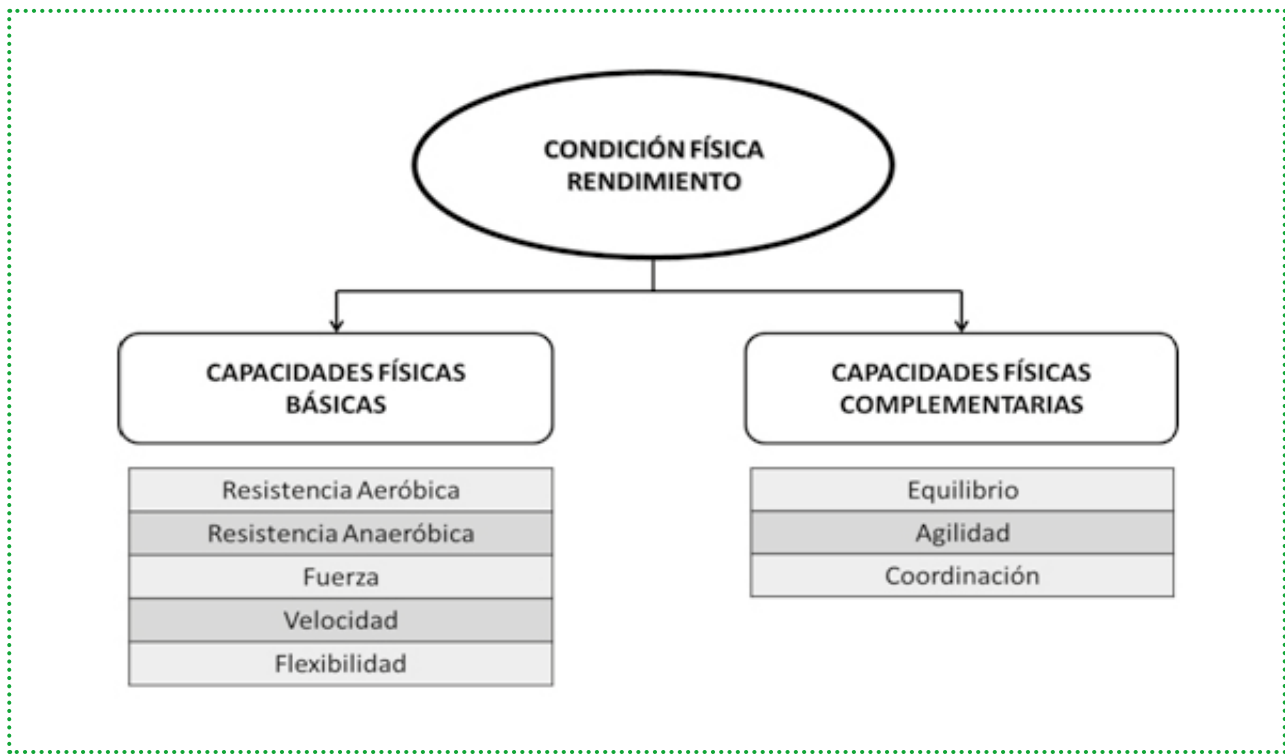 CONDICIÓN FÍSICA
RENDIMIENTO
CAPACIDADES FÍSICAS
BÁSICAS
Resistencia Aeróbica
Resistencia Anaeróbica
Fuerza
Velocidad
Flexibilidad
CAPACIDADES FÍSICAS
COMPLEMENTARIAS
Equilibrio
Agilidad
Coordinación